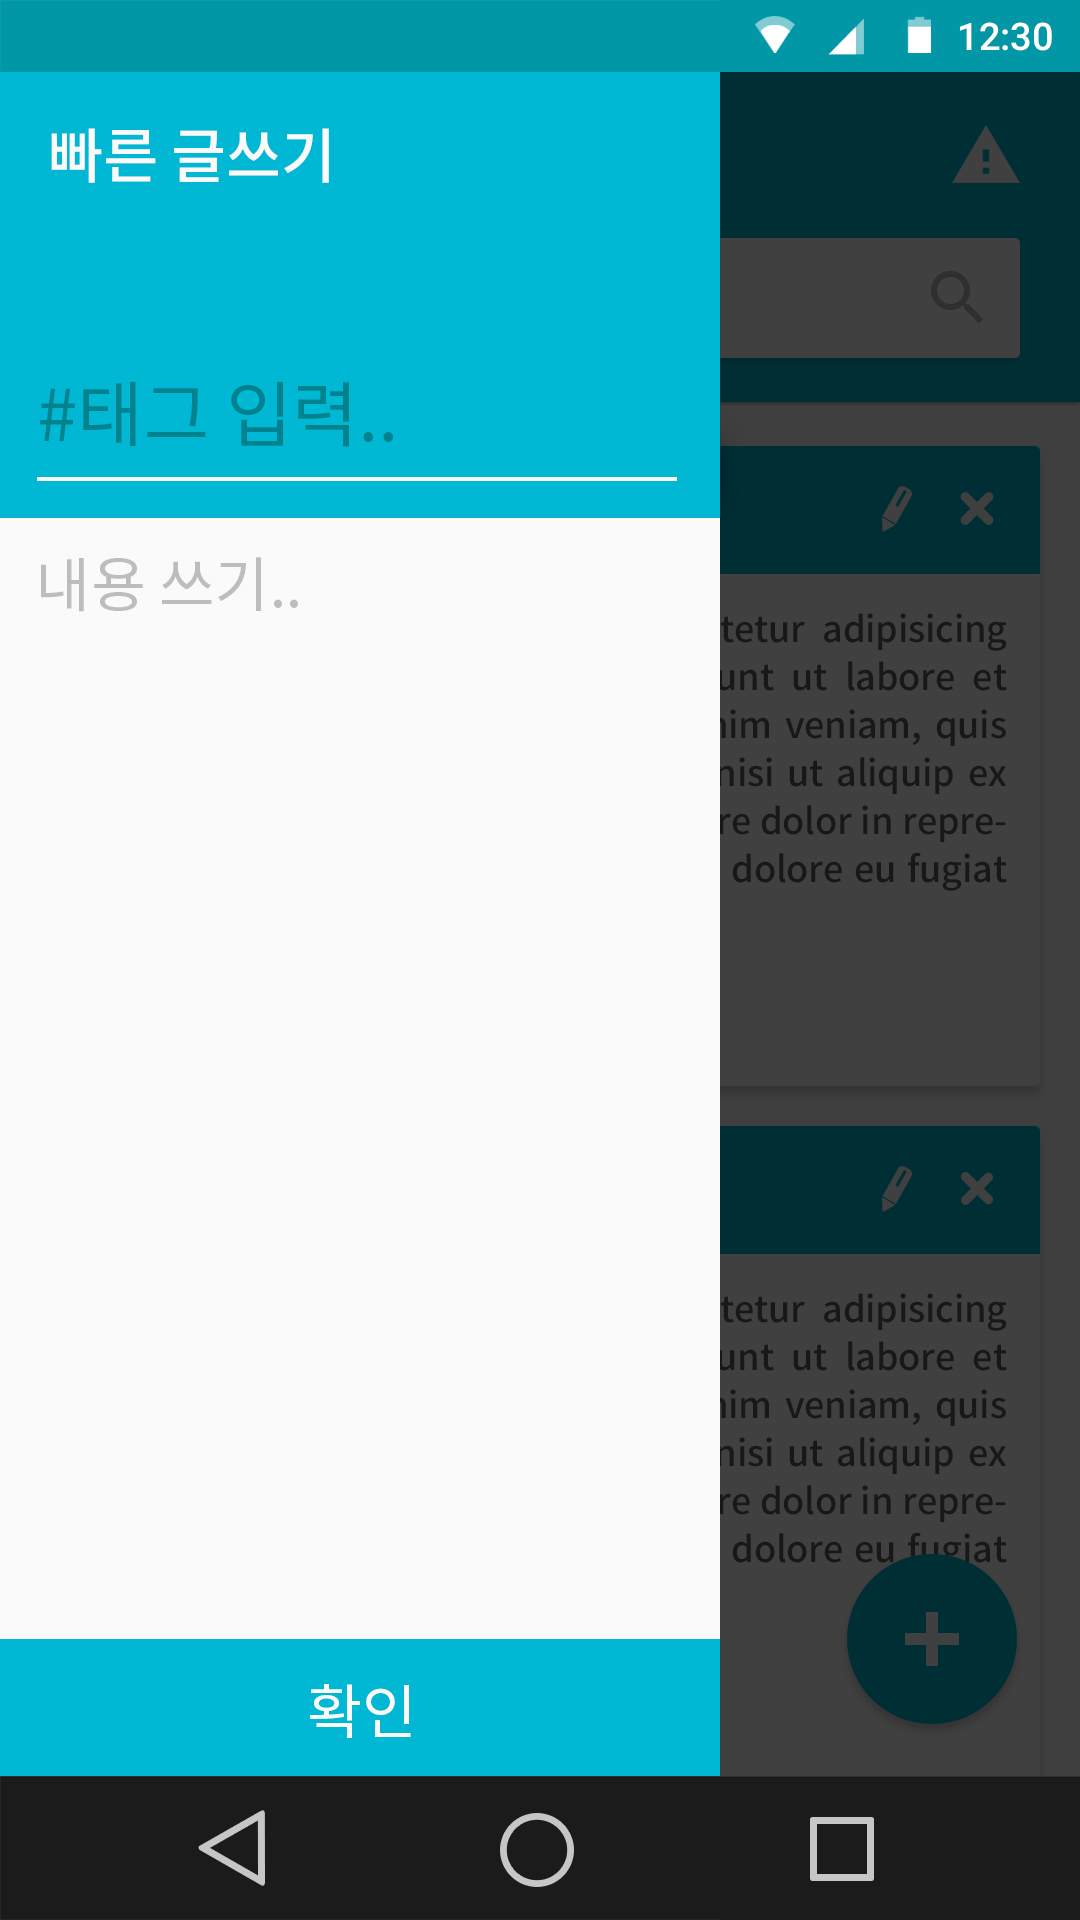 12:30
빠른 글쓰기
#태그 입력..
내용 쓰기..
tetur adipisicing
unt ut labore et
nim veniam, quis
nisi ut aliquip ex
re dolor in repre-
dolore eu fugiat
tetur adipisicing
unt ut labore et
nim veniam, quis
nisi ut aliquip ex
re dolor in repre-
dolore eu fugiat
확인